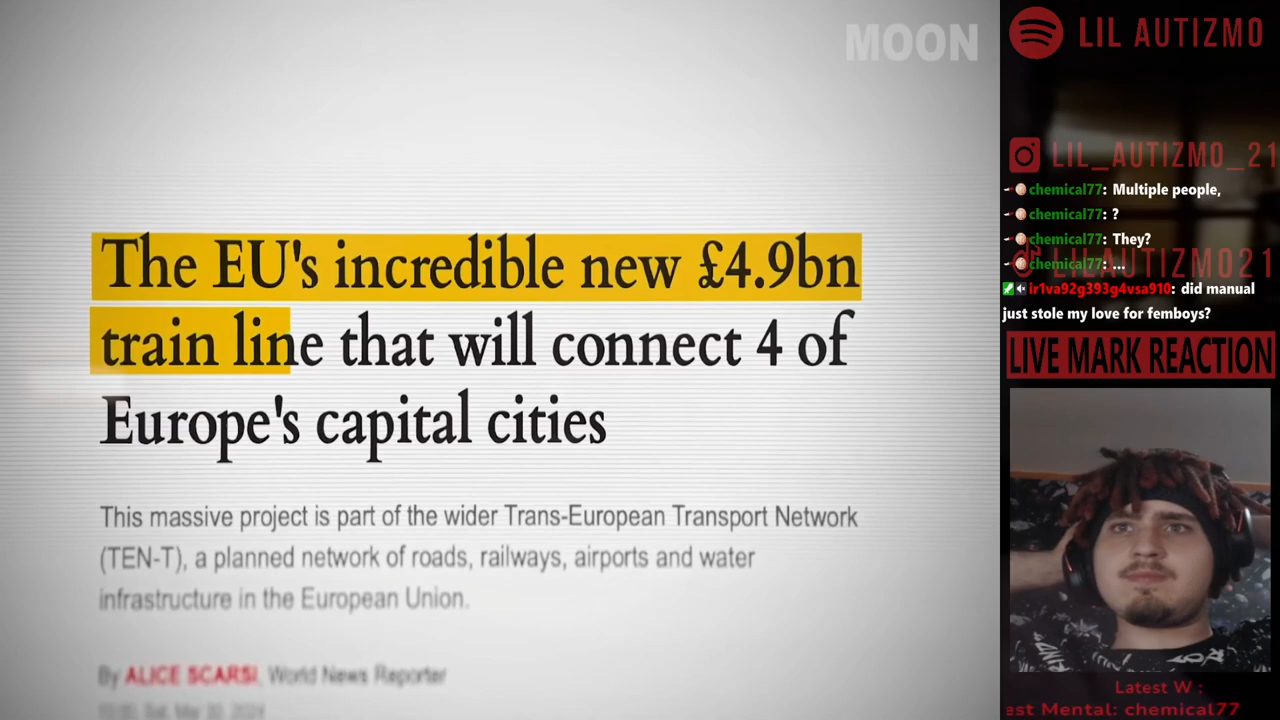 MOON
The EU's incredible new £4.9bn
train line that will connect 4 of
Europe's capital cities
This massive project is part of the wider Trans-European Transport Network
(TEN-T), a planned network of roads, railways, airports and water
infrastructure in the European Union.
By ALICE SCARSI, World News Reporter
LIL AUTIZMO
LIL_AUTIZMO_21
chemical77: Multiple people,
chemical77: ?
chemical77: They?
LILAUTIZMO21
chemical77: ...
ir1va92g393g4vsa910: did manual
just stole my love for femboys?
LIVE MARK REACTION
Latest W :
est Mental: chemical77